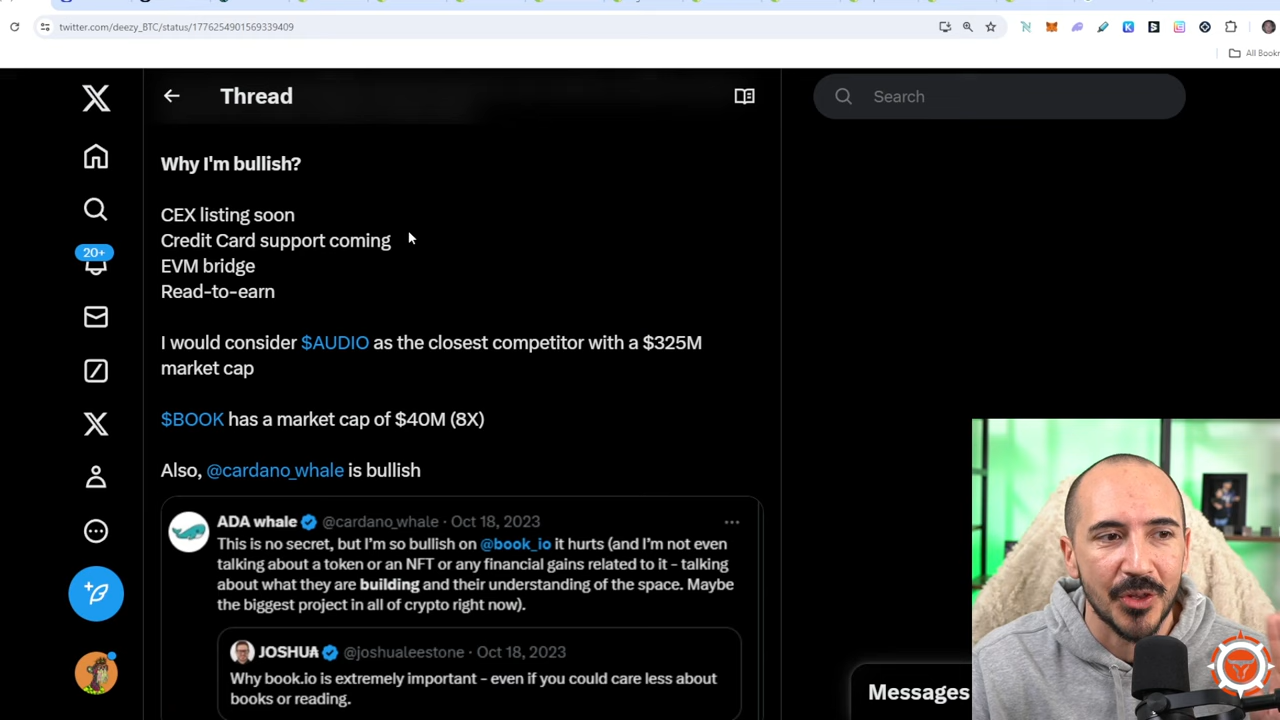 twitter.com/deezy_BTC/status/1776254901569339409
All Bookr
Thread
Search
Why I'm bullish?
CEX listing soon
Credit Card support coming
EVM bridge
Read-to-earn
I would consider $AUDIO as the closest competitor with a $325M
market cap
$BOOK has a market cap of $40M (8X)
Also, @cardano_whale is bullish
20+
ADA whale @cardano_whale · Oct 18, 2023
This is no secret, but I'm so bullish on @book_io it hurts (and I'm not even
talking about a token or an NFT or any financial gains related to it - talking
about what they are building and their understanding of the space. Maybe
the biggest project in all of crypto right now).
JOSHUA @joshualeestone · Oct 18, 2023
Why book.io is extremely important - even if you could care less about
books or reading.
Messages